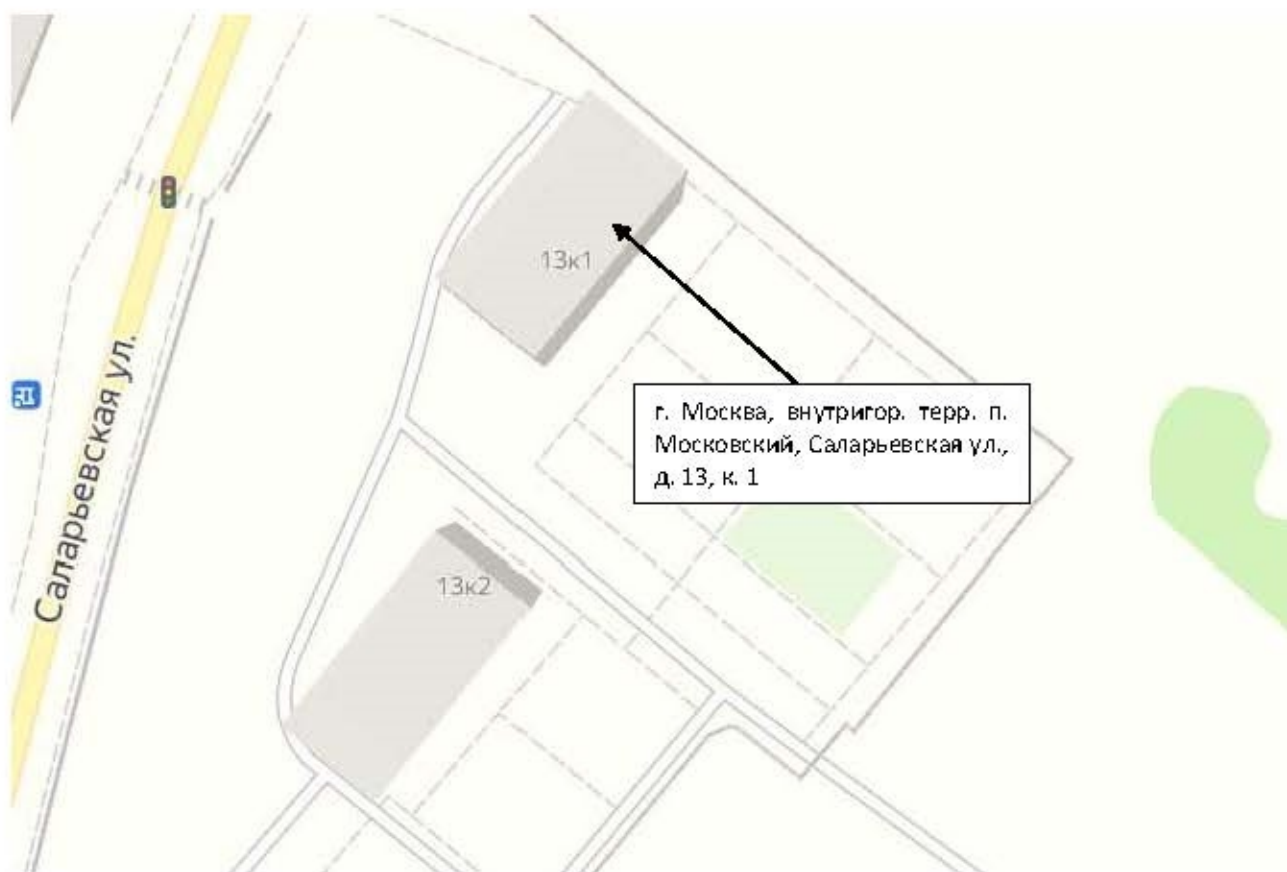 13к1
г. Москва, внутригор. терр. п.
Московский, Саларьевская ул.,
д. 13, к. 1
Саларьевская ул.
13к2